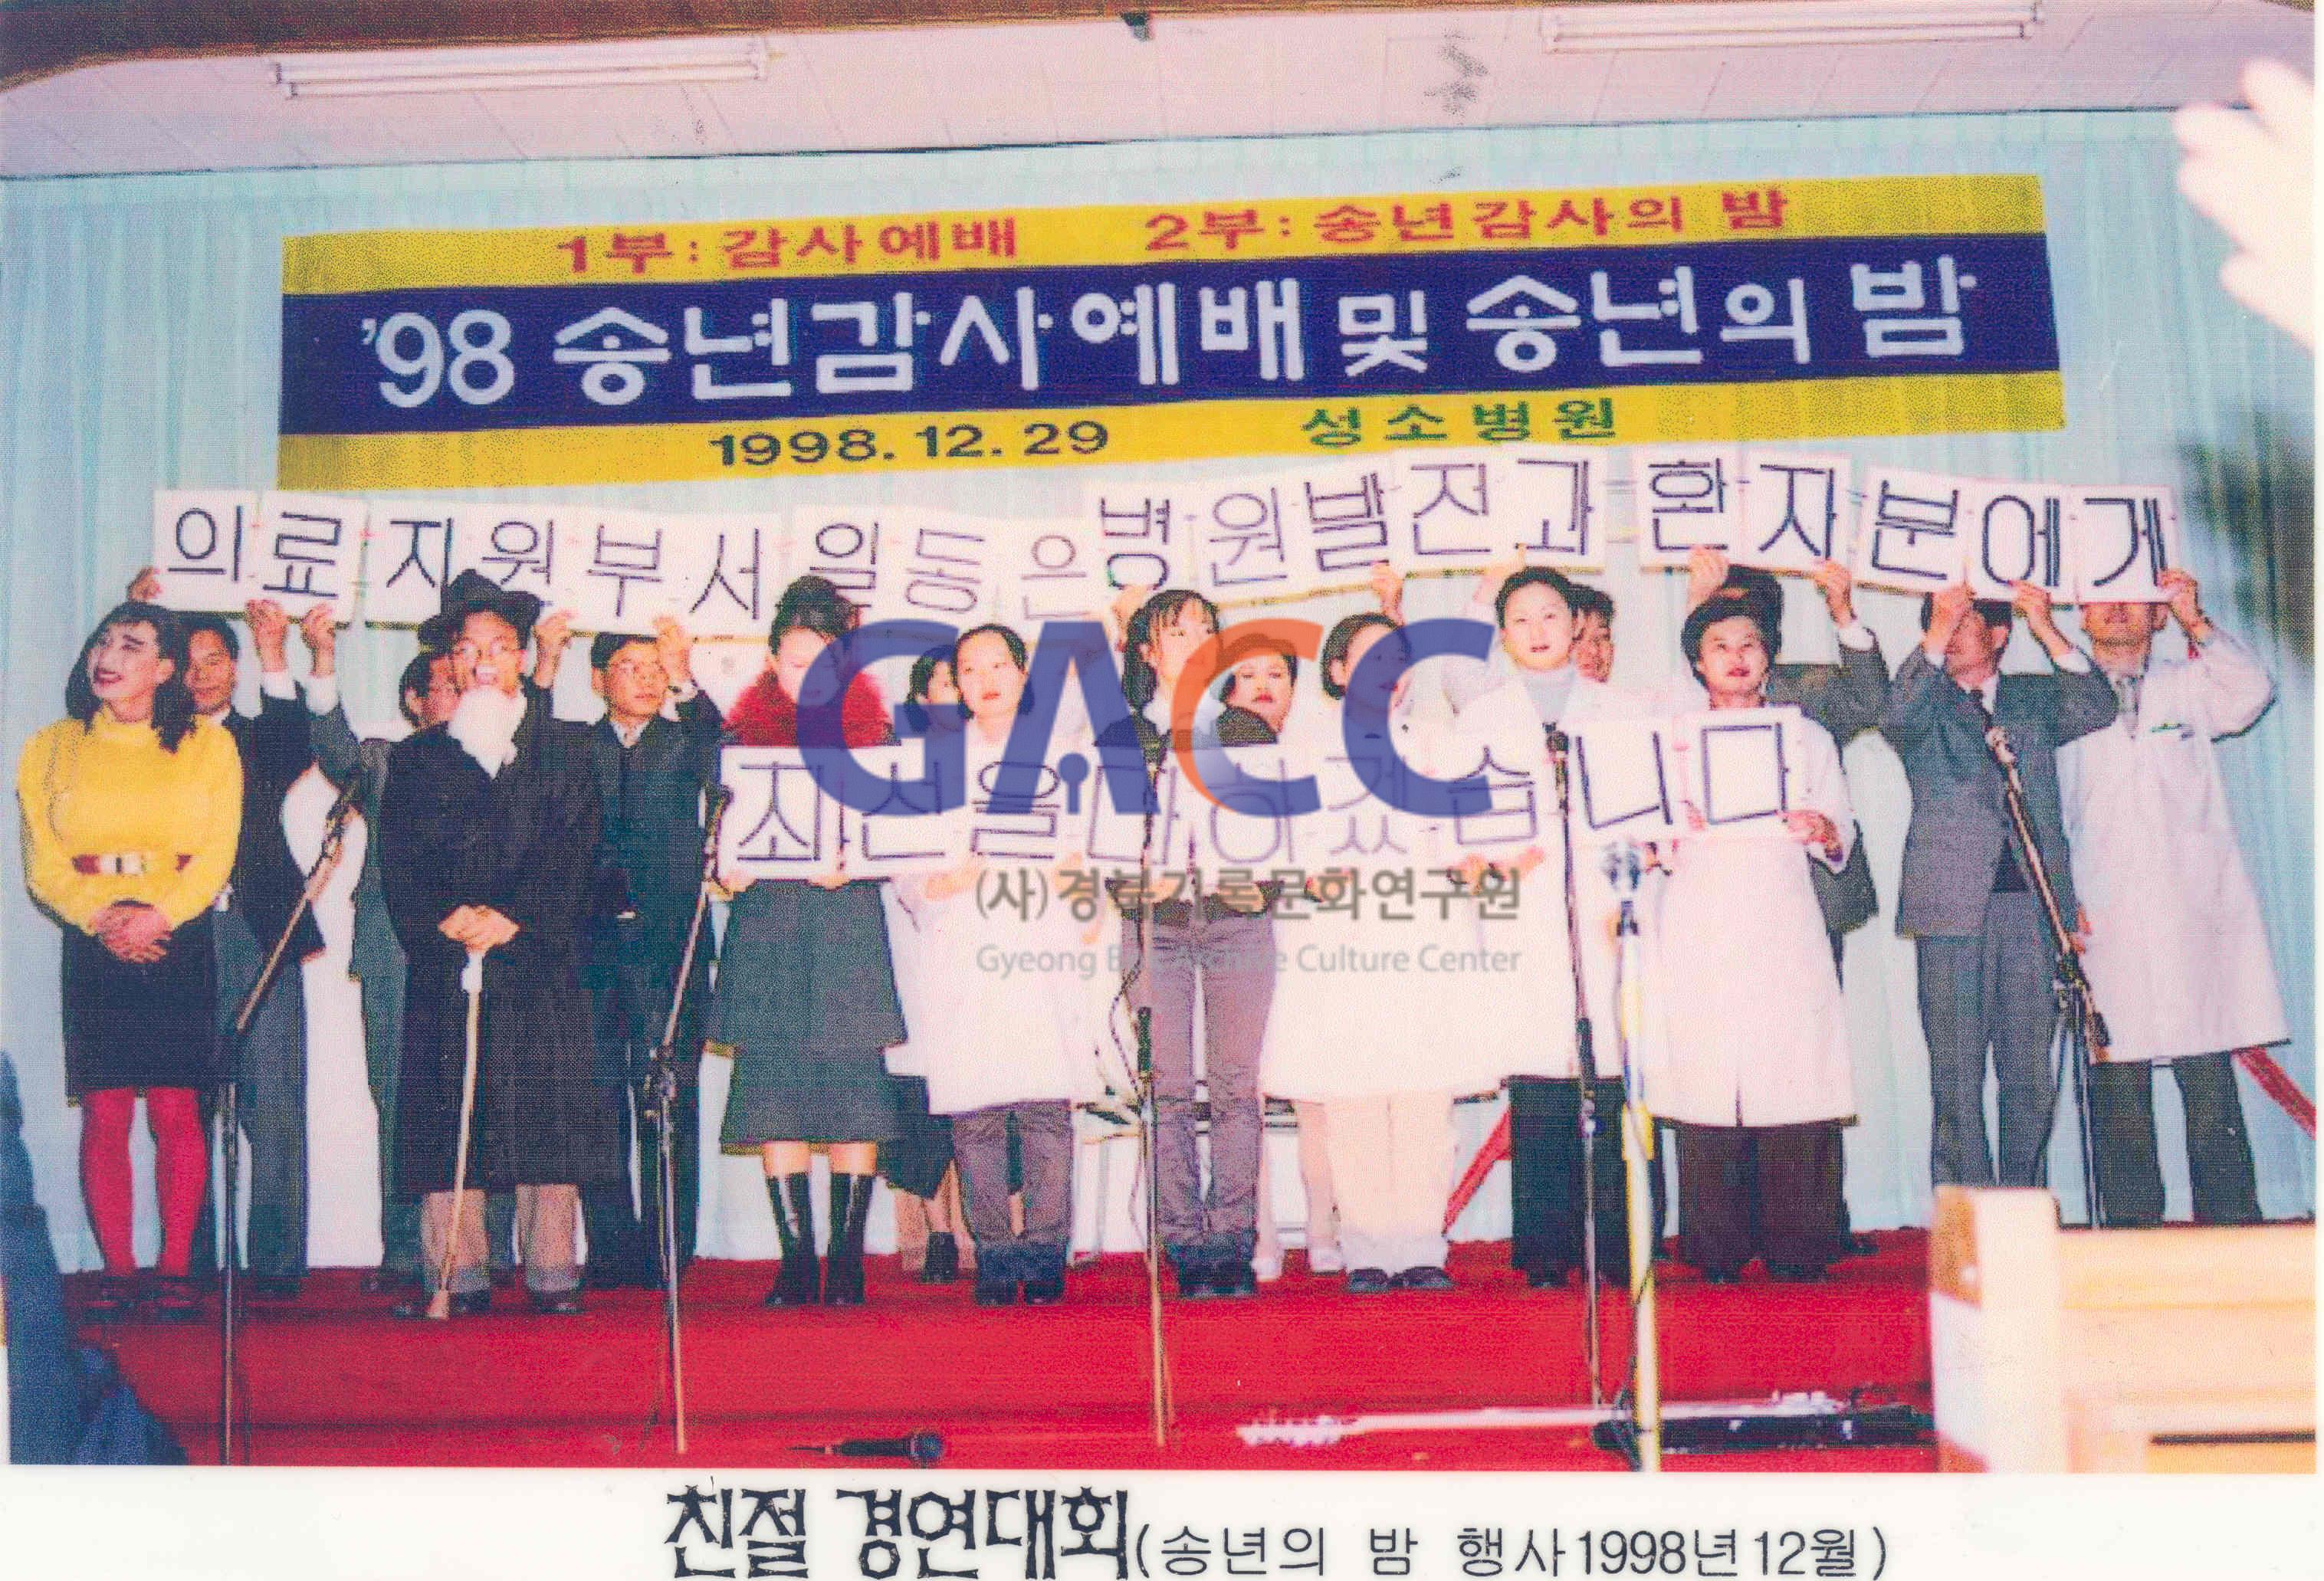 1부: 감사예배 2부: 송년감사의 밤
'98 송년감사예배 및 송년의 밤
1998. 12. 29 성소병원
의료지원부서 일동은 병원발전과 환자분에게
최선을 다하겠습니다
GACC
(사)경북기록문화연구원
Gyeong Buk Archive Culture Center
친절 경연대회(송년의 밤 행사1998년12월)